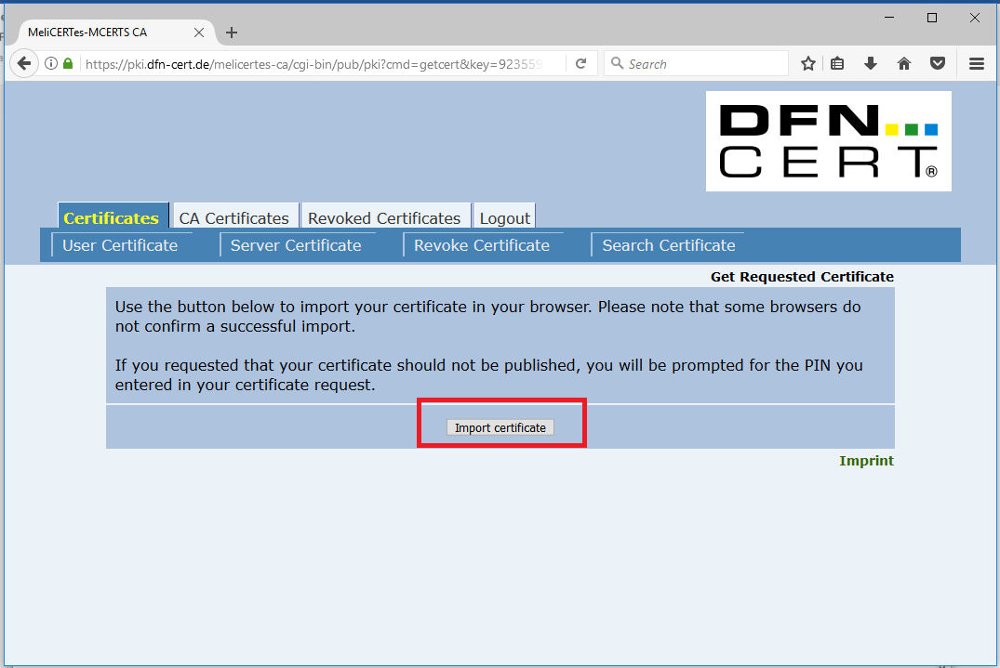 MeliCERTes-MCERTS CA
https://pki.dfn-cert.de/melicertes-ca/cgi-bin/pub/pki?cmd=getcert&key=923559
Search
DFN
CERT®
Certificates CA Certificates Revoked Certificates Logout
User Certificate Server Certificate Revoke Certificate Search Certificate
Get Requested Certificate
Use the button below to import your certificate in your browser. Please note that some browsers do
not confirm a successful import.
If you requested that your certificate should not be published, you will be prompted for the PIN you
entered in your certificate request.
Import certificate
Imprint